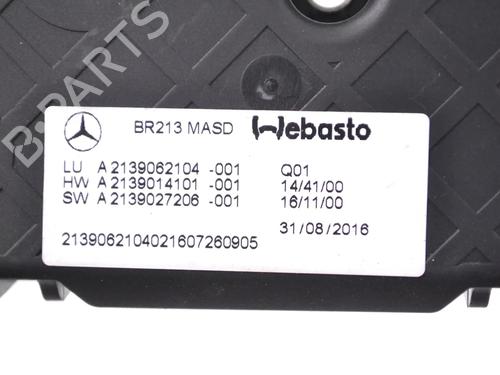 BR213 MASD Webasto
LU A 2139062104 -001 Q01
HW A 2139014101 -001 14/41/00
SW A 2139027206 -001 16/11/00
31/08/2016
2139062104021607260905
B-PARTS